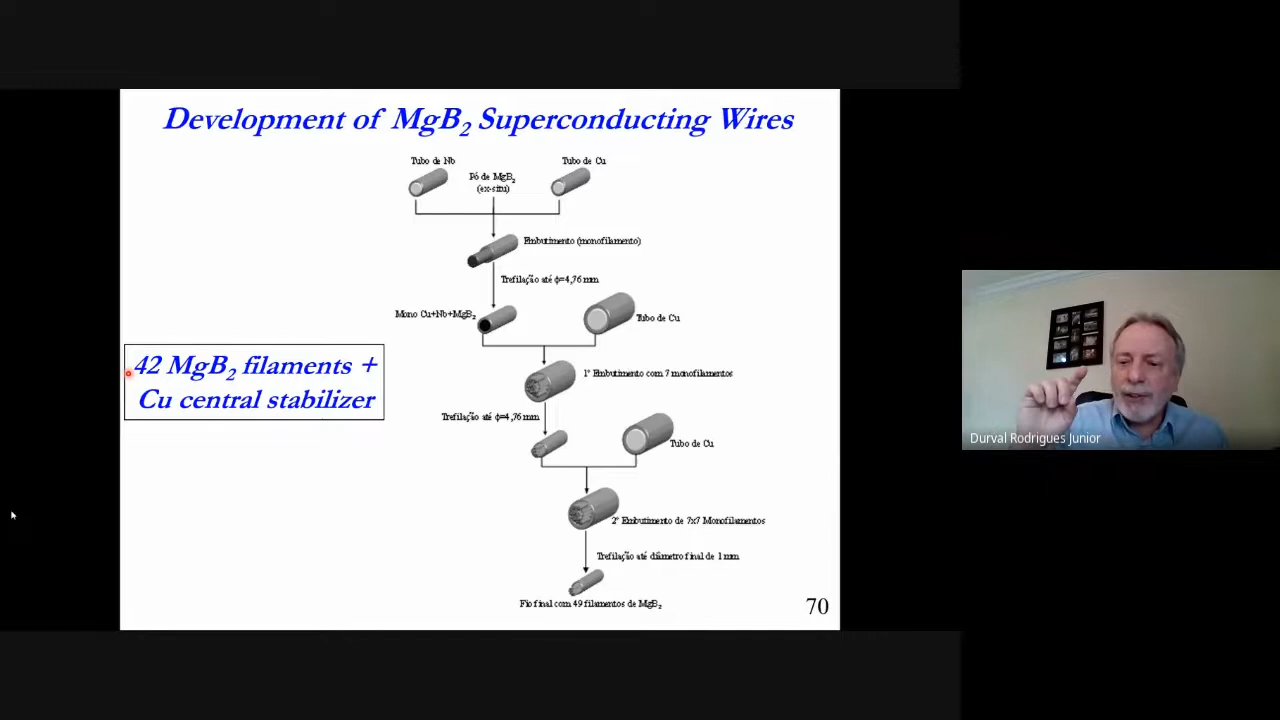 Development of MgB2 Superconducting Wires
Tubo de Nb
Tubo de Cu
Pó de MgB2
(ex-situ)
Embutimento (monofilamento)
Trefilação até ϕ=4,76 mm
Mono Cu+Nb+MgB2
Tubo de Cu
42 MgB2 filaments +
Cu central stabilizer
1º Embutimento com 7 monofilamentos
Trefilação até ϕ=4,76 mm
Tubo de Cu
2º Embutimento de 7x7 Monofilamentos
Trefilação até diâmetro final de 1 mm
Fio final com 49 filamentos de MgB2
70
Durval Rodrigues Junior